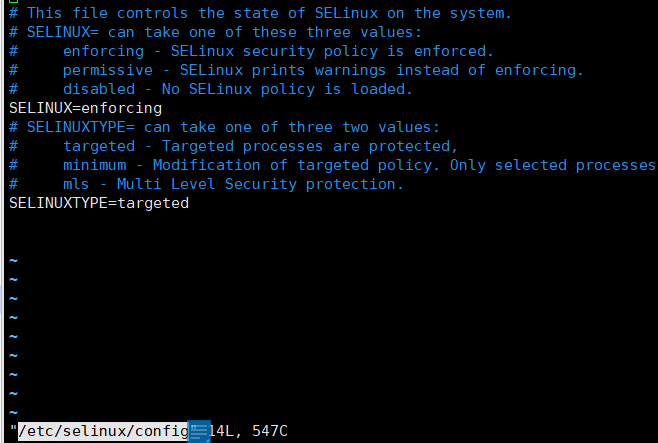 # This file controls the state of SELinux on the system.
# SELINUX= can take one of these three values:
#     enforcing - SELinux security policy is enforced.
#     permissive - SELinux prints warnings instead of enforcing.
#     disabled - No SELinux policy is loaded.
SELINUX=enforcing
# SELINUXTYPE= can take one of three two values:
#     targeted - Targeted processes are protected,
#     minimum - Modification of targeted policy. Only selected processes
#     mls - Multi Level Security protection.
SELINUXTYPE=targeted
~
~
~
~
~
~
~
~
~
"/etc/selinux/config" 14L, 547C